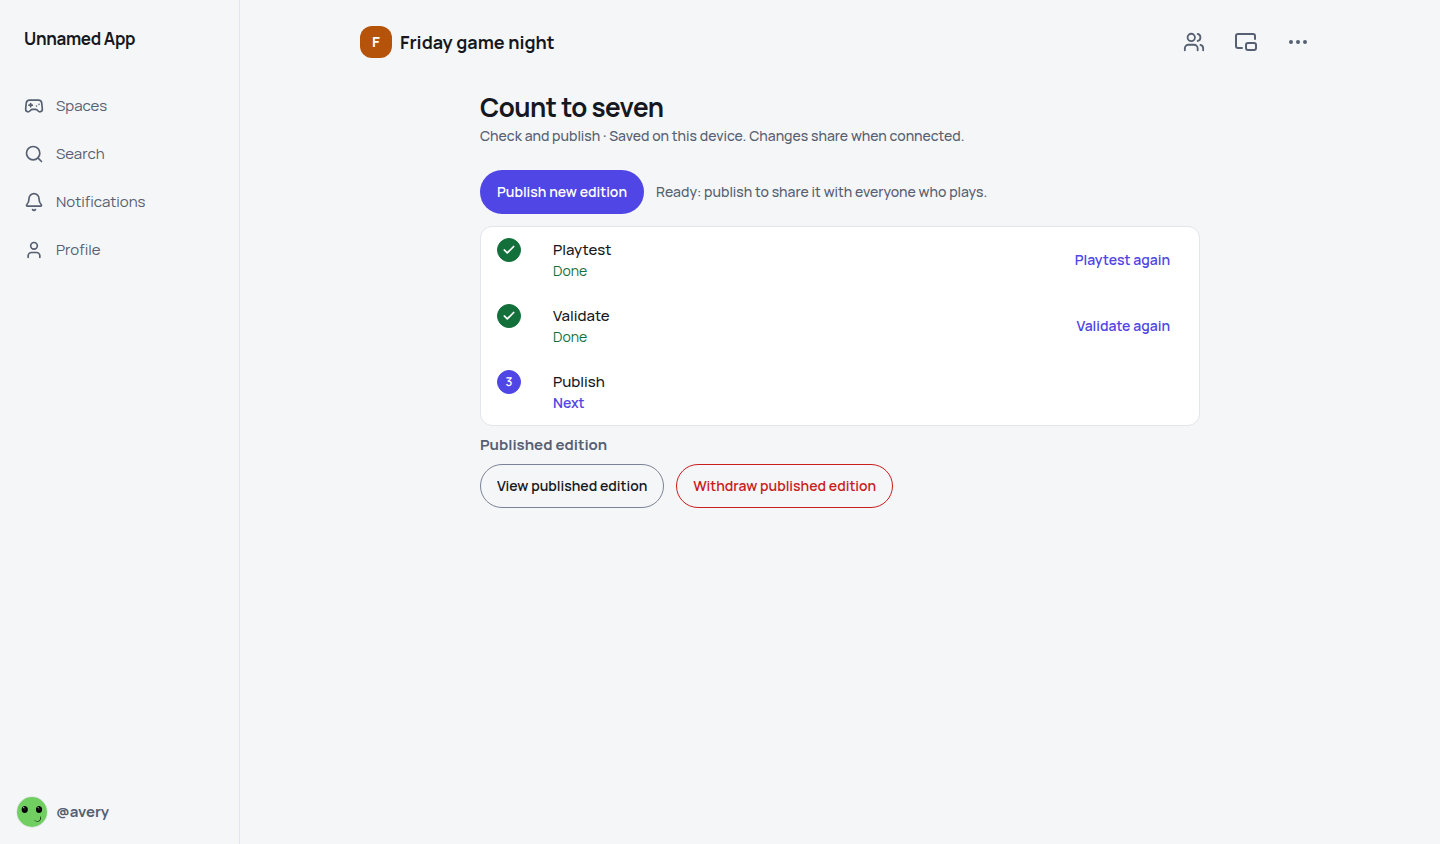 Unnamed App
Spaces
Search
Notifications
Profile
@avery
F Friday game night
Count to seven
Check and publish · Saved on this device. Changes share when connected.
Publish new edition
Ready: publish to share it with everyone who plays.
Playtest
Done
Playtest again
Validate
Done
Validate again
3
Publish
Next
Published edition
View published edition
Withdraw published edition